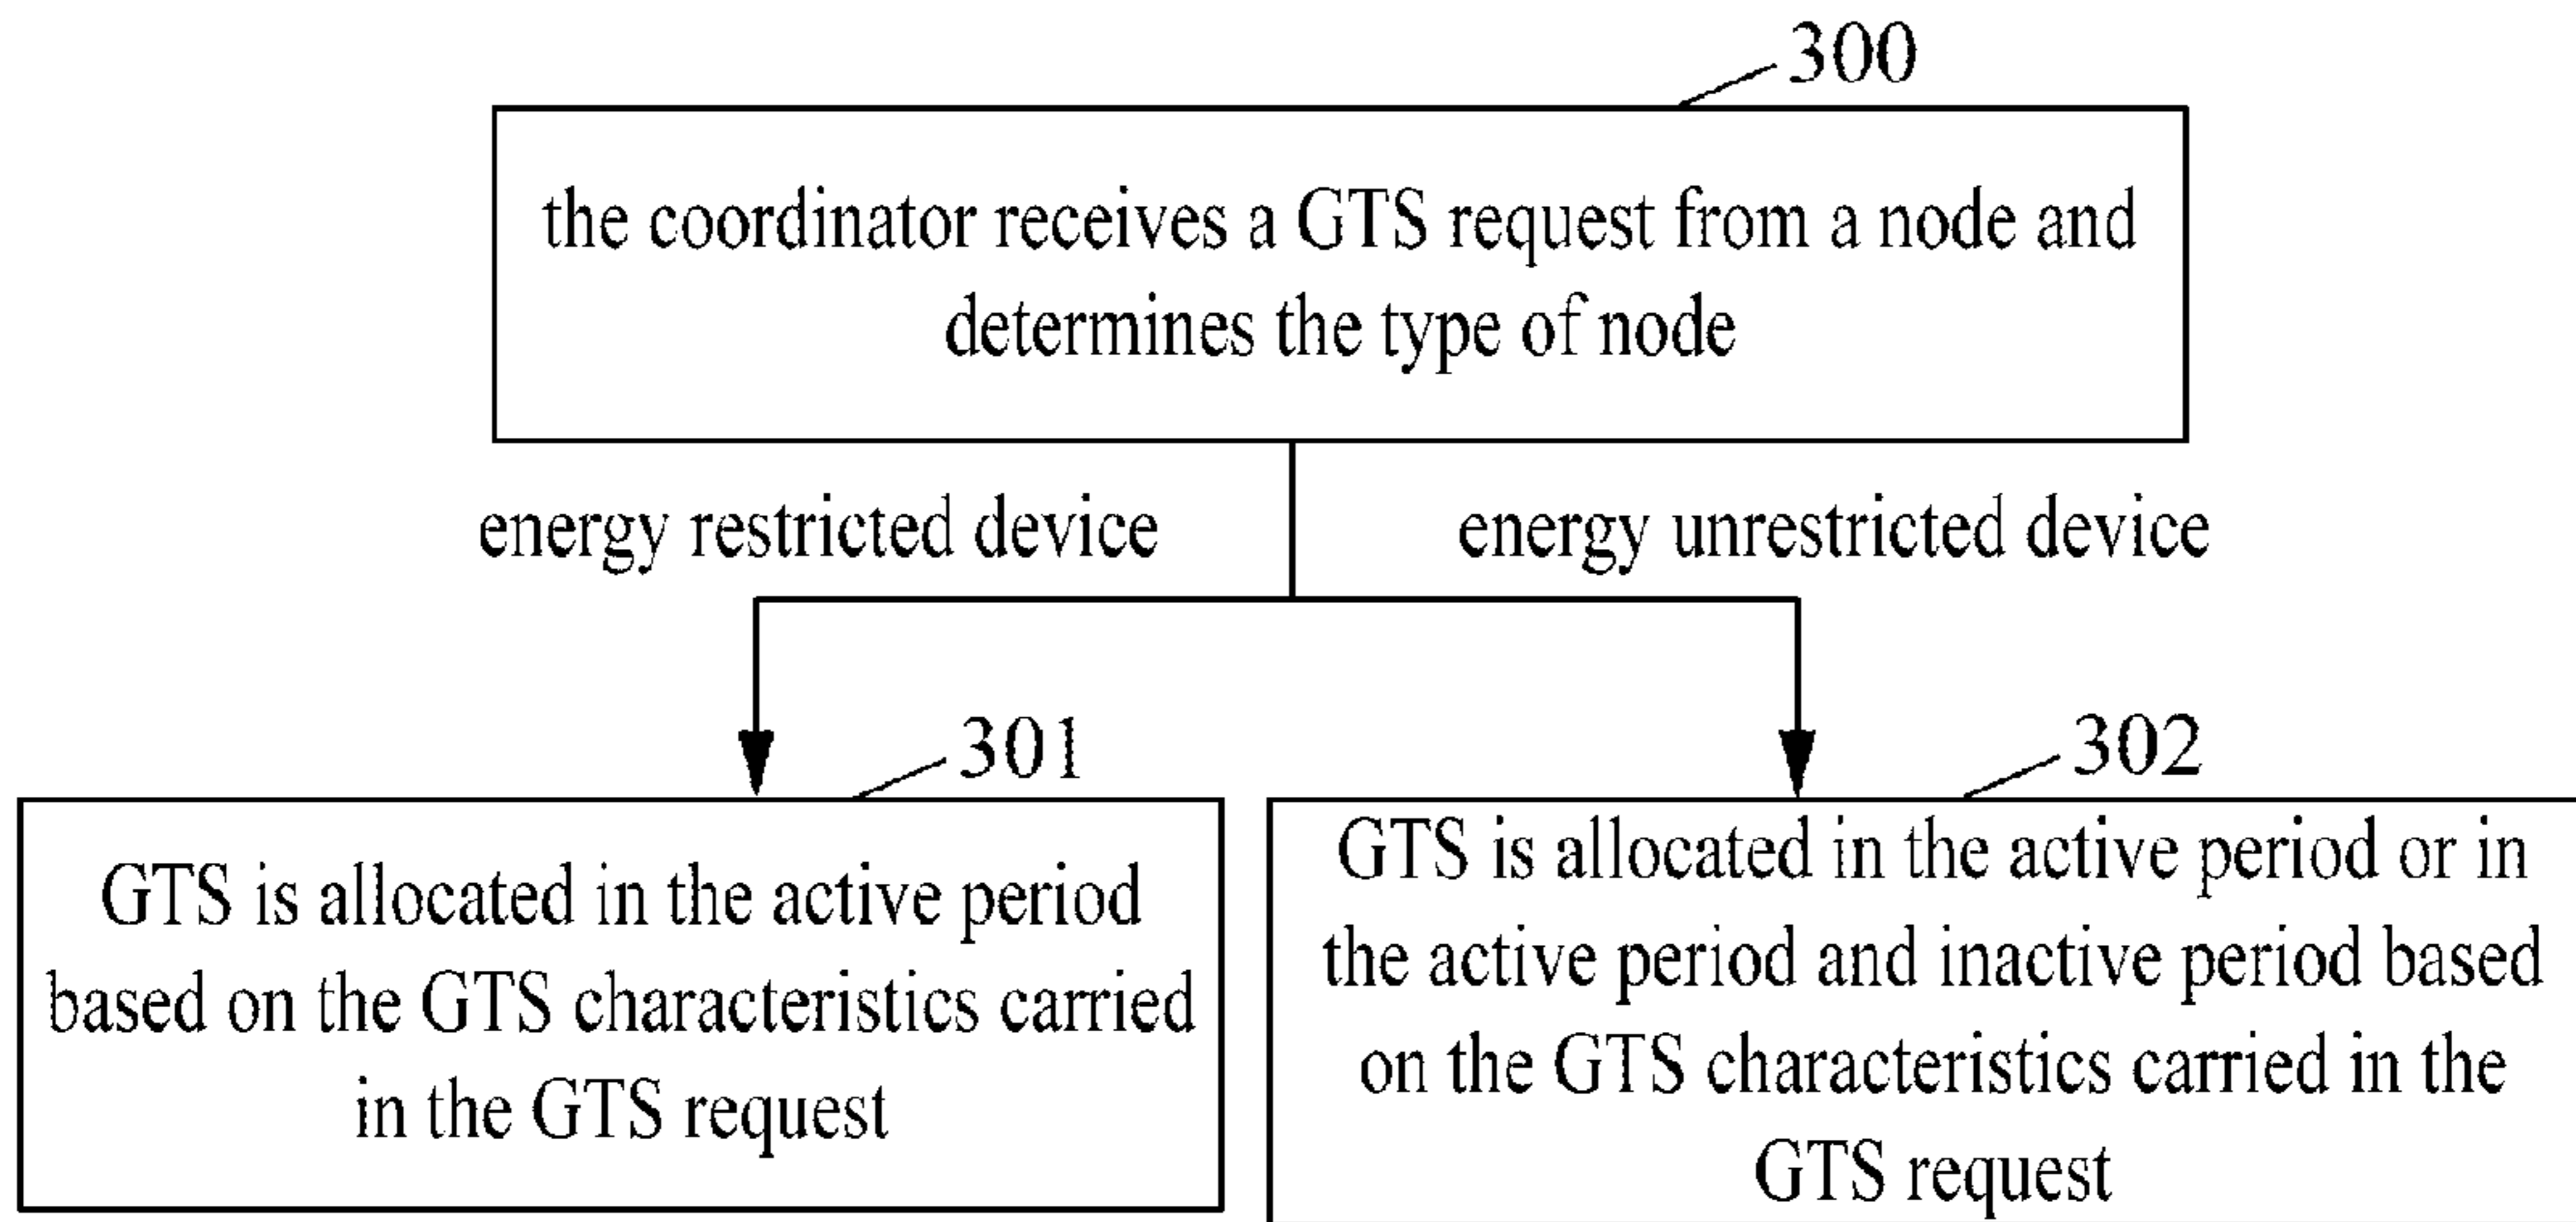 300
the coordinator receives a GTS request from a node and
determines the type of node
energy restricted device
energy unrestricted device
301
GTS is allocated in the active period
based on the GTS characteristics carried
in the GTS request
302
GTS is allocated in the active period or in
the active period and inactive period based
on the GTS characteristics carried in the
GTS request